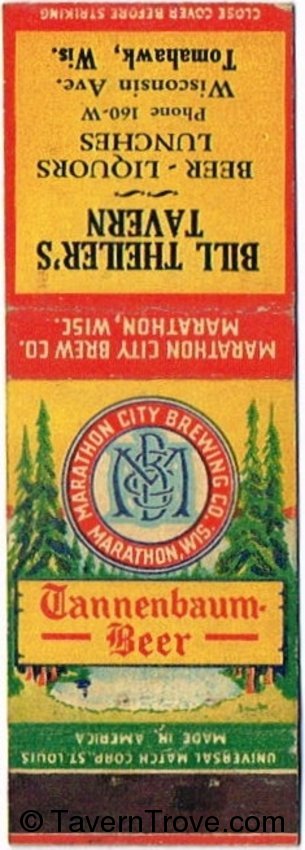 CLOSE COVER BEFORE STRIKING
BILL THEILER'S
TAVERN
BEER - LIQUORS
LUNCHES
Phone 160-W
Wisconsin Ave.
Tomahawk, Wis.
MARATHON CITY BREW CO.
MARATHON, WISC.
MARATHON CITY BREWING CO.
MARATHON, WIS.
MCB
Tannenbaum-
Beer
UNIVERSAL MATCH CORP. ST. LOUIS
MADE IN AMERICA
© TavernTrove.com